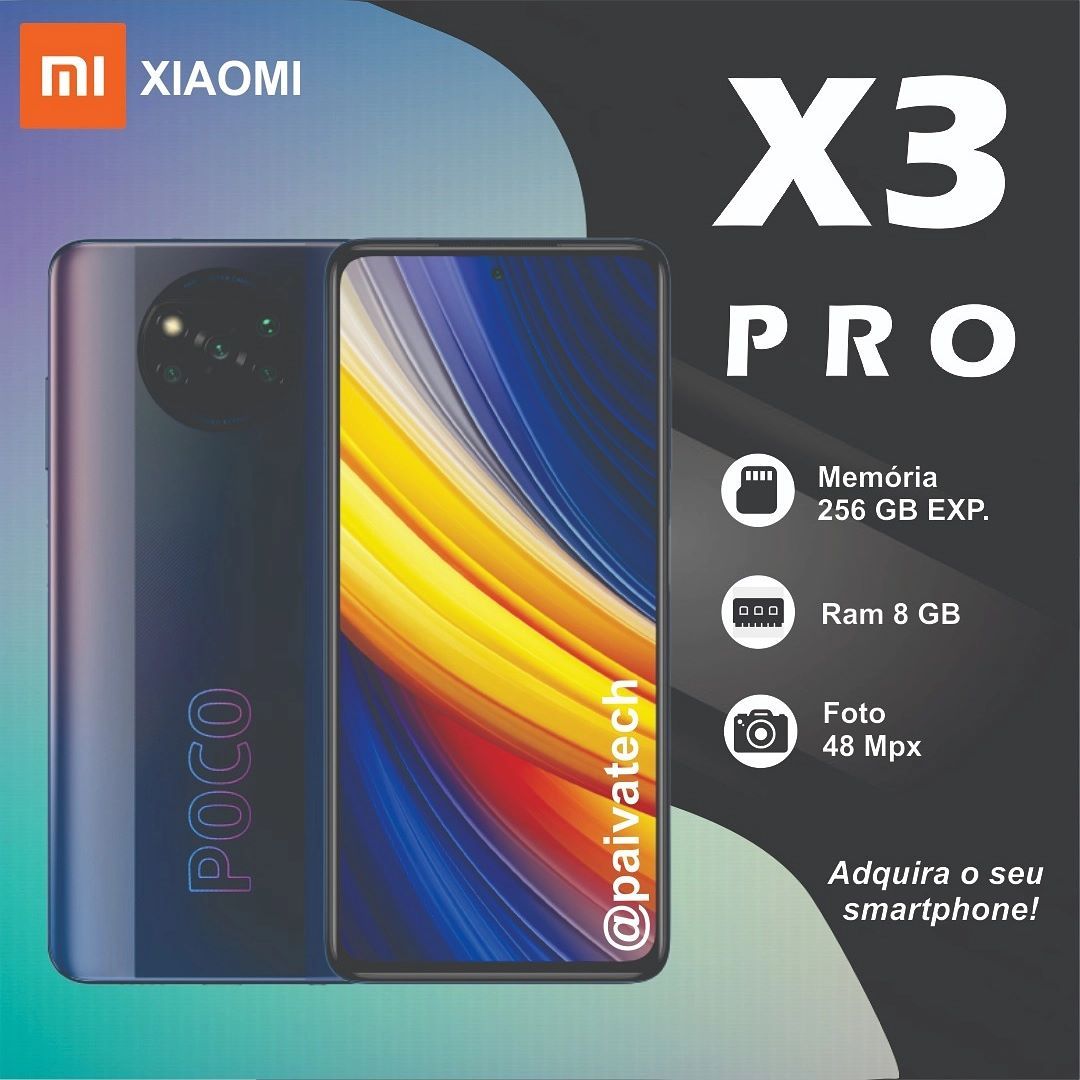 mi XIAOMI
X3
PRO
Memória
256 GB EXP.
Ram 8 GB
Foto
48 Mpx
POCO
@paivatech
Adquira o seu
smartphone!